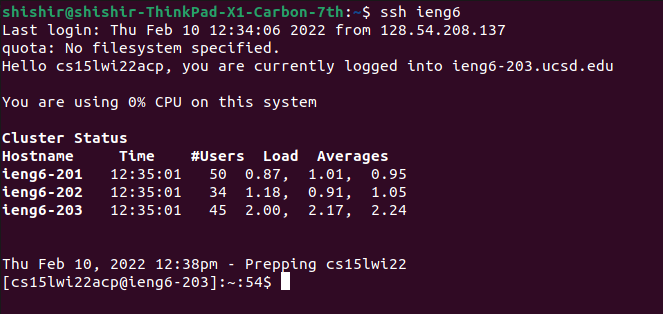 shishir@shishir-ThinkPad-X1-Carbon-7th:~$ ssh ieng6
Last login: Thu Feb 10 12:34:06 2022 from 128.54.208.137
quota: No filesystem specified.
Hello cs15lwi22acp, you are currently logged into ieng6-203.ucsd.edu

You are using 0% CPU on this system

Cluster Status
Hostname     Time    #Users  Load  Averages
ieng6-201   12:35:01   50  0.87,  1.01,  0.95
ieng6-202   12:35:01   34  1.18,  0.91,  1.05
ieng6-203   12:35:01   45  2.00,  2.17,  2.24


Thu Feb 10, 2022 12:38pm - Prepping cs15lwi22
[cs15lwi22acp@ieng6-203]:~:54$